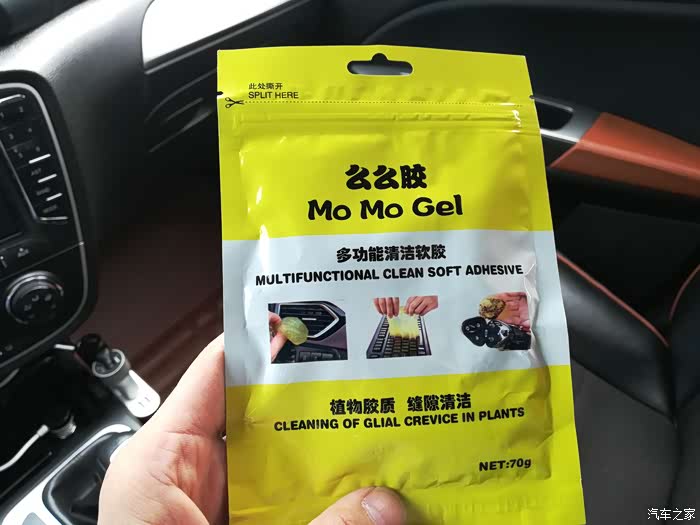 此处撕开
SPLIT HERE
么么胶
Mo Mo Gel
多功能清洁软胶
MULTIFUNCTIONAL CLEAN SOFT ADHESIVE
植物胶质 缝隙清洁
CLEANING OF GLIAL CREVICE IN PLANTS
NET:70g
汽车之家